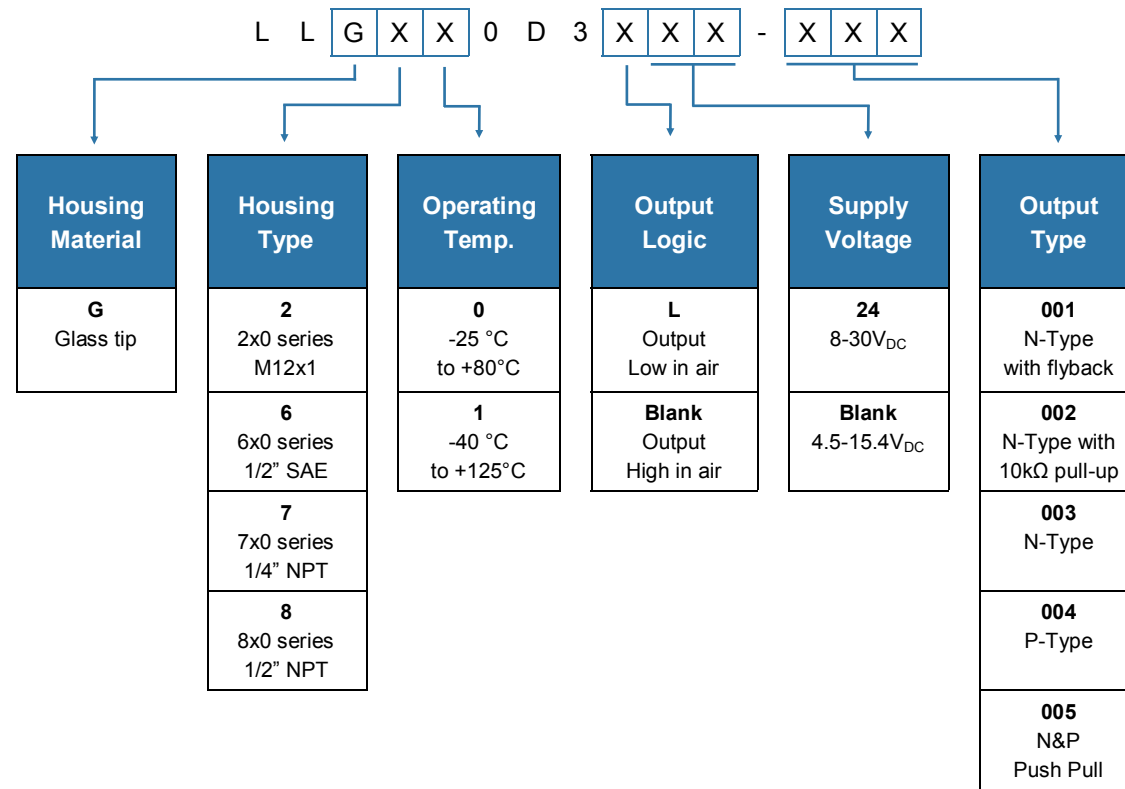 L L G X X 0 D 3 X X X - X X X
Housing
Material
G
Glass tip
Housing
Type
2
2x0 series
M12x1
6
6x0 series
1/2” SAE
7
7x0 series
1/4” NPT
8
8x0 series
1/2” NPT
Operating
Temp.
0
-25 °C
to +80°C
1
-40 °C
to +125°C
Output
Logic
L
Output
Low in air
Blank
Output
High in air
Supply
Voltage
24
8-30VDC
Blank
4.5-15.4VDC
Output
Type
001
N-Type
with flyback
002
N-Type with
10kΩ pull-up
003
N-Type
004
P-Type
005
N&P
Push Pull